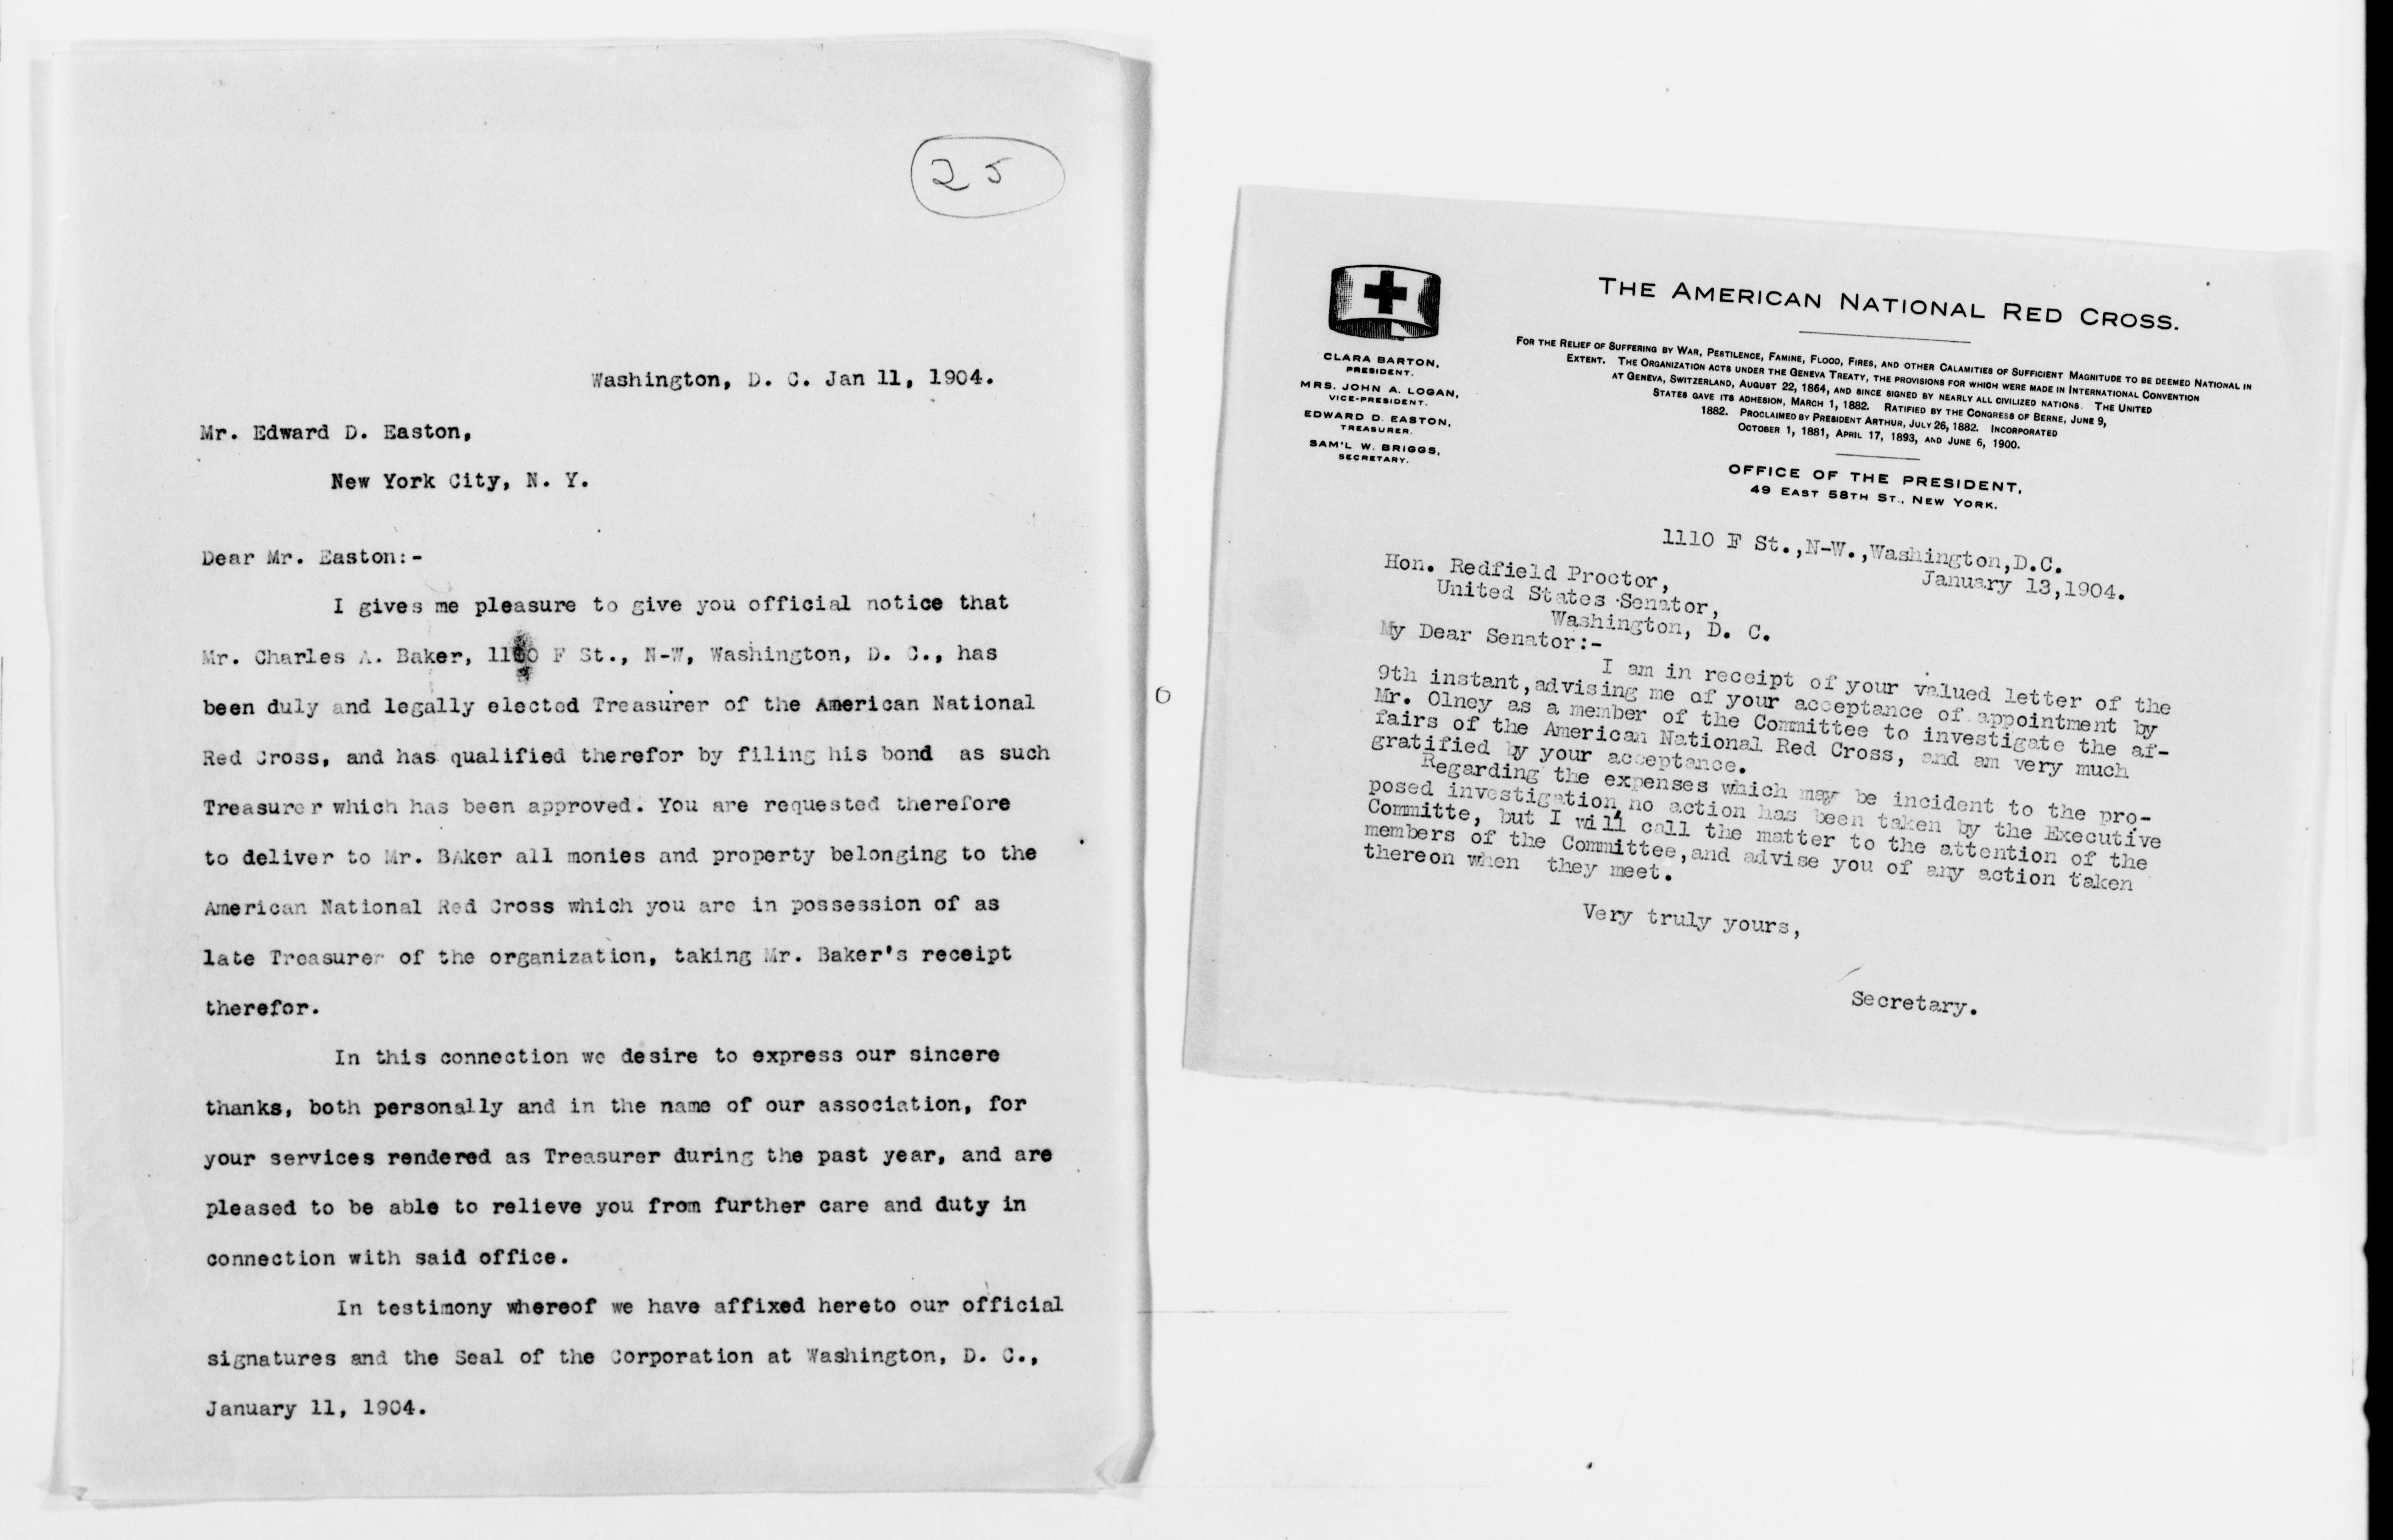 25
Washington, D. C. Jan 11, 1904.
Mr. Edward D. Easton,
New York City, N. Y.
Dear Mr. Easton:-
I gives me pleasure to give you official notice that
Mr. Charles A. Baker, 1100 F St., N-W, Washington, D. C., has
been duly and legally elected Treasurer of the American National
Red Cross, and has qualified therefor by filing his bond as such
Treasurer which has been approved. You are requested therefore
to deliver to Mr. BAker all monies and property belonging to the
American National Red Cross which you are in possession of as
late Treasurer of the organization, taking Mr. Baker's receipt
therefor.
In this connection we desire to express our sincere
thanks, both personally and in the name of our association, for
your services rendered as Treasurer during the past year, and are
pleased to be able to relieve you from further care and duty in
connection with said office.
In testimony whereof we have affixed hereto our official
signatures and the Seal of the Corporation at Washington, D. C.,
January 11, 1904.
THE AMERICAN NATIONAL RED CROSS.
FOR THE RELIEF OF SUFFERING BY WAR, PESTILENCE, FAMINE, FLOOD, FIRES, AND OTHER CALAMITIES OF SUFFICIENT MAGNITUDE TO BE DEEMED NATIONAL IN
EXTENT. THE ORGANIZATION ACTS UNDER THE GENEVA TREATY, THE PROVISIONS FOR WHICH WERE MADE IN INTERNATIONAL CONVENTION
AT GENEVA, SWITZERLAND, AUGUST 22, 1864, AND SINCE SIGNED BY NEARLY ALL CIVILIZED NATIONS. THE UNITED
STATES GAVE ITS ADHESION, MARCH 1, 1882. RATIFIED BY THE CONGRESS OF BERNE, JUNE 9,
1882. PROCLAIMED BY PRESIDENT ARTHUR, JULY 26, 1882. INCORPORATED
OCTOBER 1, 1881, APRIL 17, 1893, AND JUNE 6, 1900.
CLARA BARTON,
PRESIDENT.
MRS. JOHN A. LOGAN,
VICE-PRESIDENT.
EDWARD D. EASTON,
TREASURER.
SAM'L W. BRIGGS,
SECRETARY.
OFFICE OF THE PRESIDENT,
49 EAST 58TH ST., NEW YORK.
1110 F St.,N-W.,Washington,D.C.
January 13,1904.
Hon. Redfield Proctor,
United States Senator,
Washington, D. C.
My Dear Senator:-
I am in receipt of your valued letter of the
9th instant,advising me of your acceptance of appointment by
Mr. Olney as a member of the Committee to investigate the af-
fairs of the American National Red Cross, and am very much
gratified by your acceptance.
Regarding the expenses which may be incident to the pro-
posed investigation, no action has been taken by the Executive
Committe, but I will call the matter to the attention of the
members of the Committee,and advise you of any action taken
thereon when they meet.
Very truly yours,
Secretary.